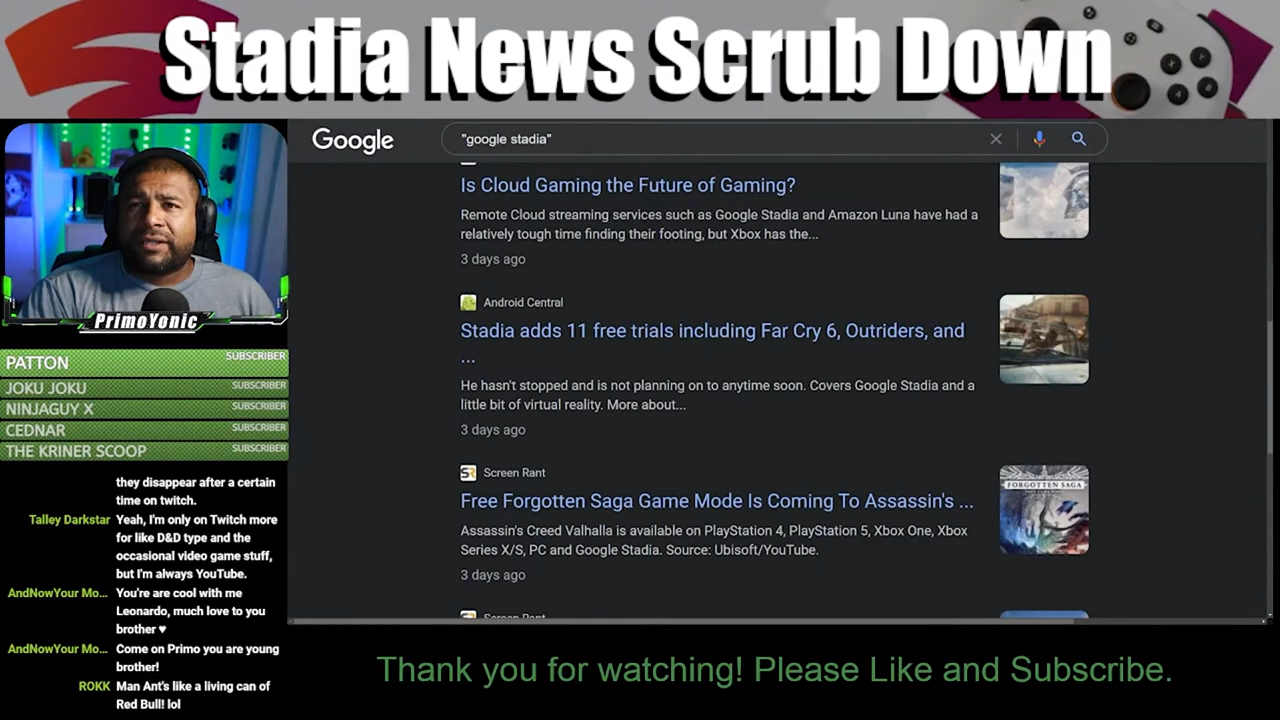 Stadia News Scrub Down
Google
"google stadia"
Is Cloud Gaming the Future of Gaming?
Remote Cloud streaming services such as Google Stadia and Amazon Luna have had a
relatively tough time finding their footing, but Xbox has the...
3 days ago
Android Central
Stadia adds 11 free trials including Far Cry 6, Outriders, and
...
He hasn't stopped and is not planning on to anytime soon. Covers Google Stadia and a
little bit of virtual reality. More about...
3 days ago
Screen Rant
Free Forgotten Saga Game Mode Is Coming To Assassin's ...
FORGOTTEN SAGA
Assassin's Creed Valhalla is available on PlayStation 4, PlayStation 5, Xbox One, Xbox
Series X/S, PC and Google Stadia. Source: Ubisoft/YouTube.
3 days ago
Screen Rant
PrimoYonic
PATTON SUBSCRIBER
JOKU JOKU SUBSCRIBER
NINJAGUY X SUBSCRIBER
CEDNAR SUBSCRIBER
THE KRINER SCOOP SUBSCRIBER
they disappear after a certain
time on twitch.
Talley Darkstar Yeah, I'm only on Twitch more
for like D&D type and the
occasional video game stuff,
but I'm always YouTube.
AndNowYour Mo... You're are cool with me
Leonardo, much love to you
brother ♥
AndNowYour Mo... Come on Primo you are young
brother!
ROKK Man Ant's like a living can of
Red Bull! lol
Thank you for watching! Please Like and Subscribe.